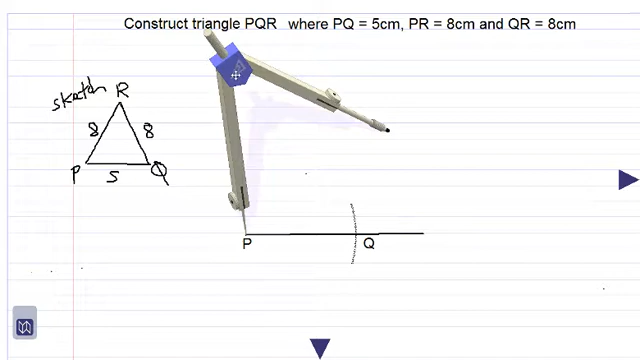 Construct triangle PQR where PQ = 5cm, PR = 8cm and QR = 8cm
sketch
R
8 8
P Q
5
P Q